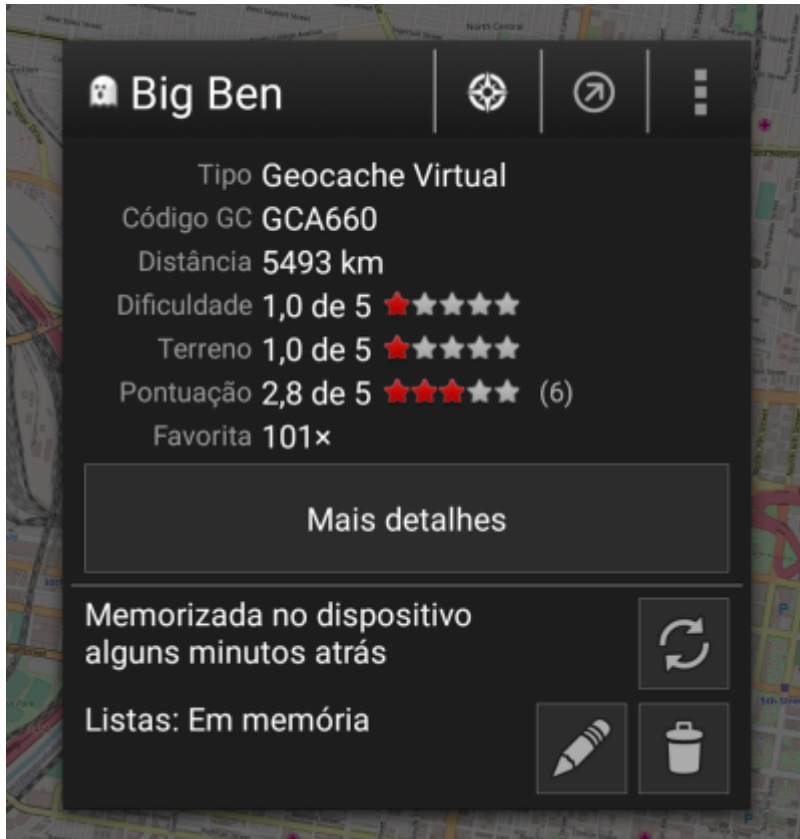 Big Ben
Tipo Geocache Virtual
Código GC GCA660
Distância 5493 km
Dificuldade 1,0 de 5
Terreno 1,0 de 5
Pontuação 2,8 de 5 (6)
Favorita 101×
Mais detalhes
Memorizada no dispositivo
alguns minutos atrás
Listas: Em memória